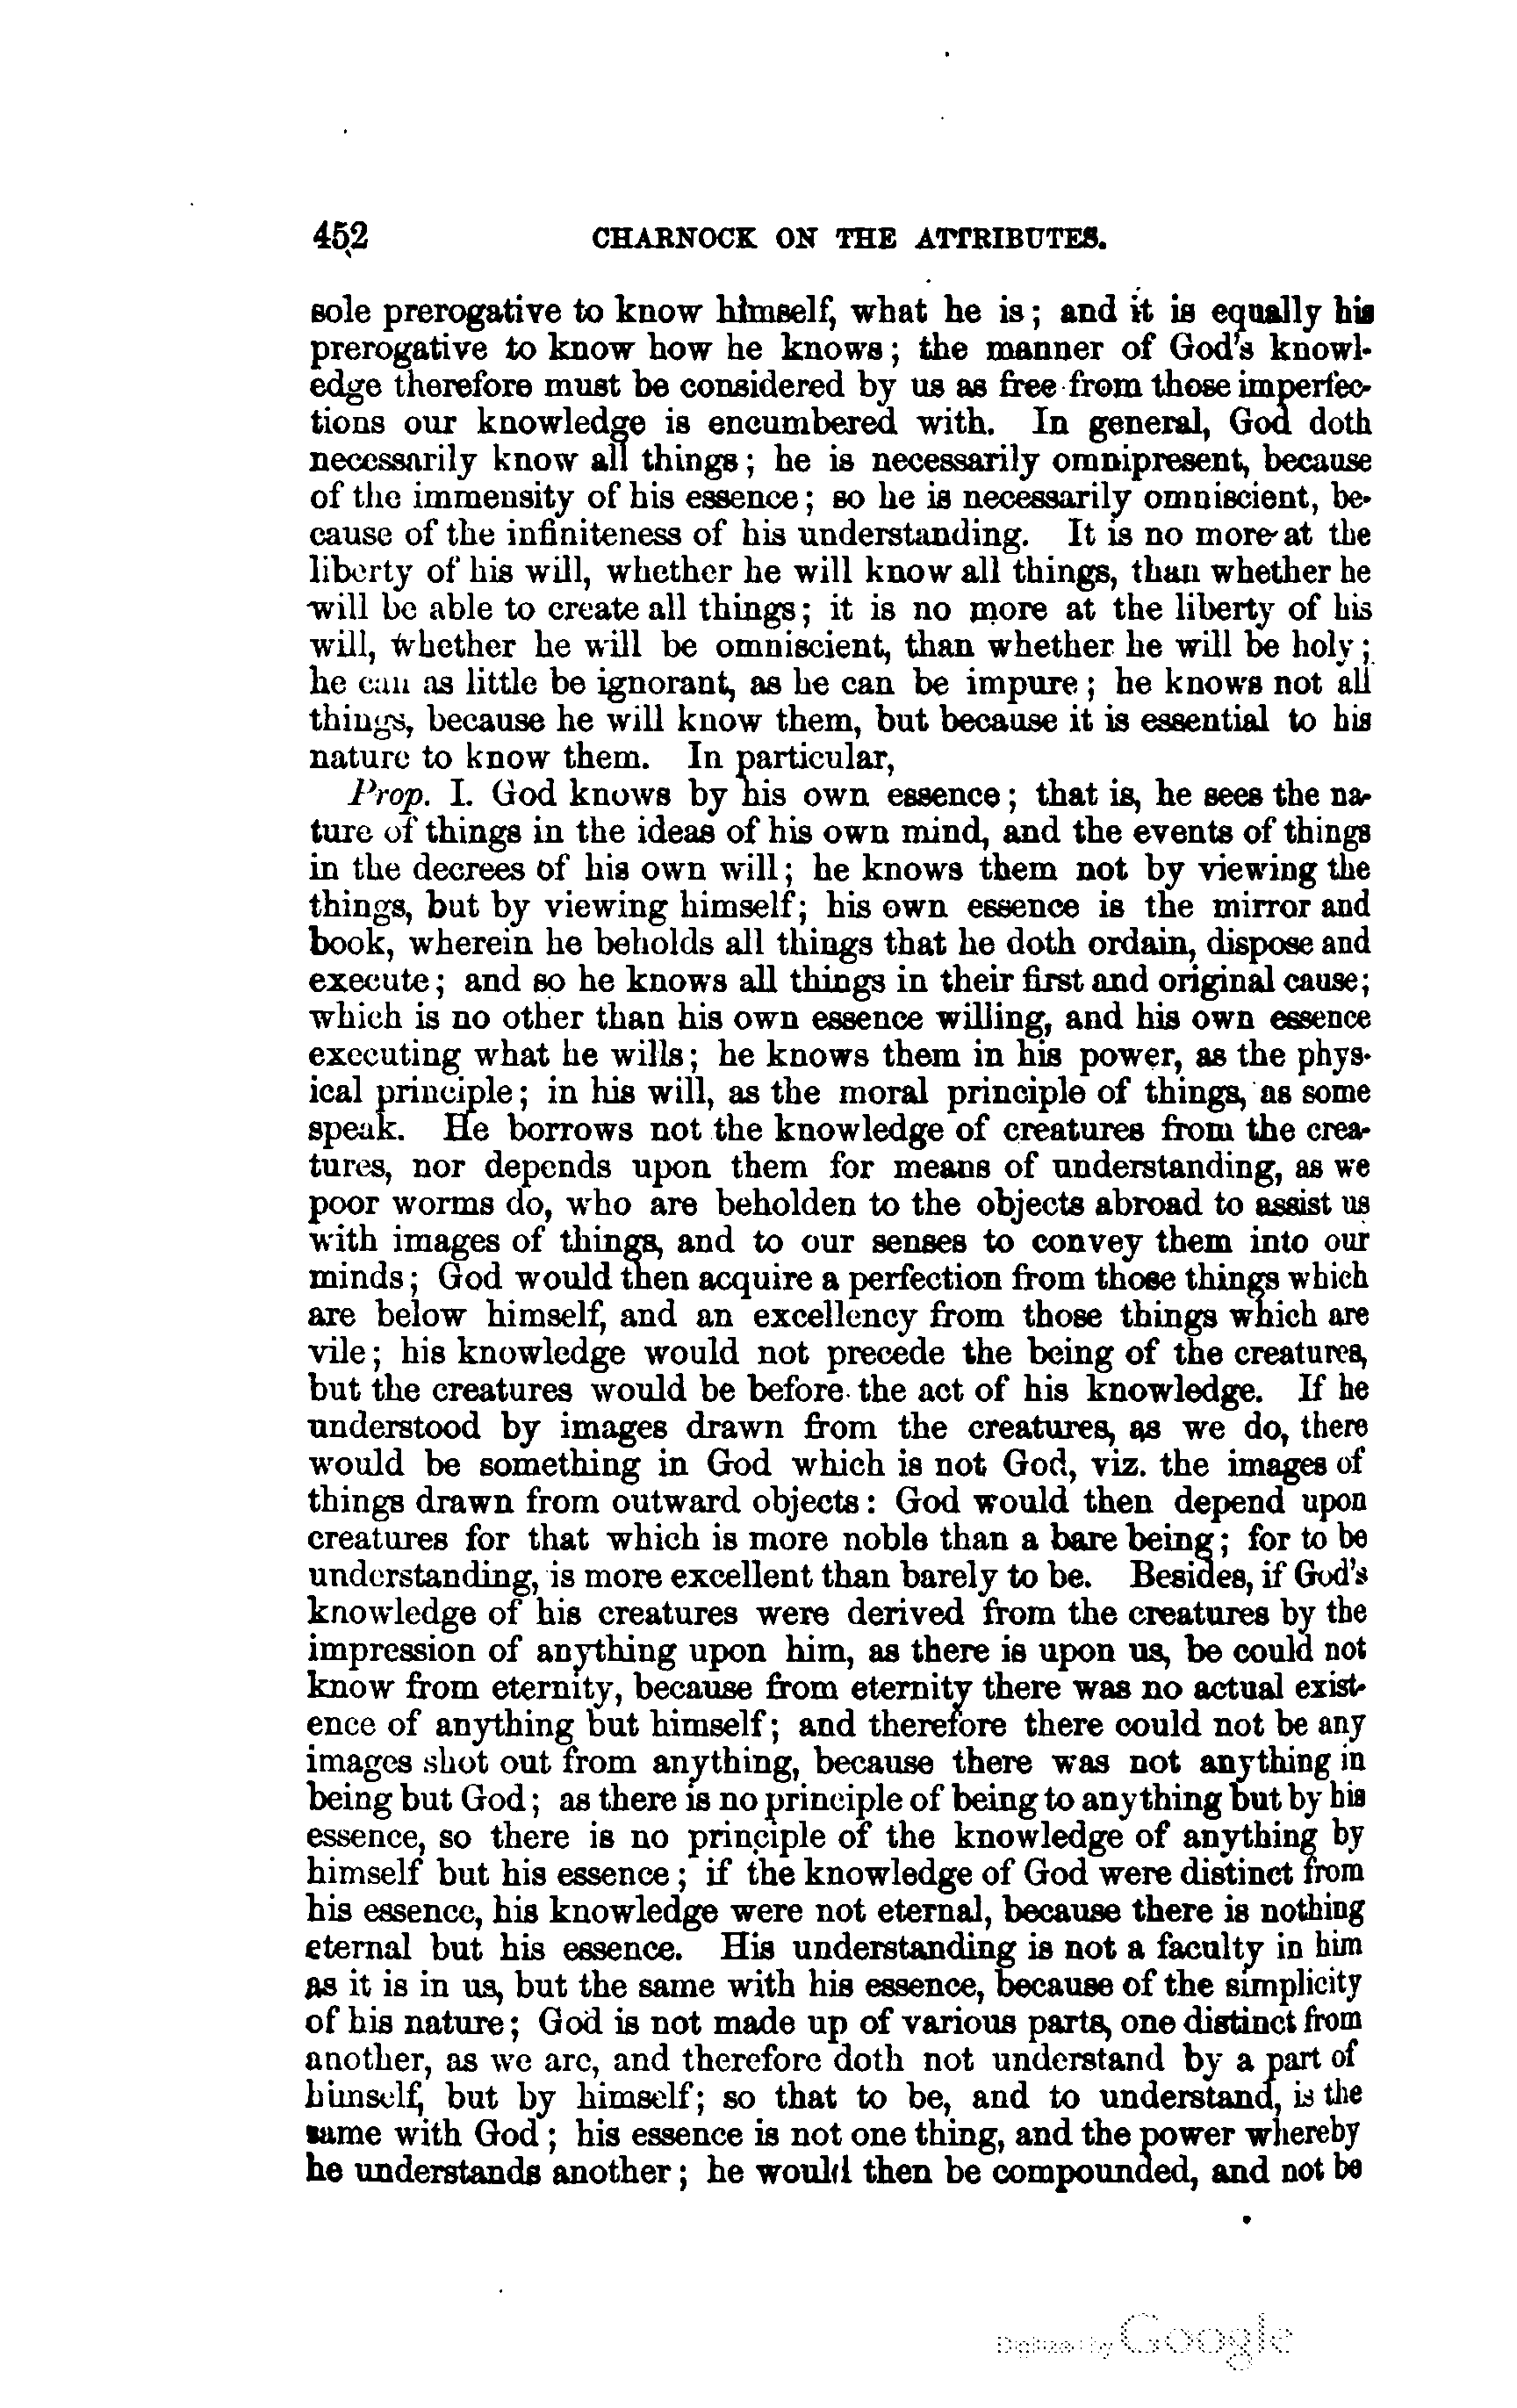 452 CHARNOCK ON THE ATTRIBUTES.
sole prerogative to know himself, what he is; and it is equally his
prerogative to know how he knows; the manner of God's knowl-
edge therefore must be considered by us as free from those imperfec-
tions our knowledge is encumbered with. In general, God doth
necessarily know all things; he is necessarily omnipresent, because
of the immensity of his essence; so he is necessarily omniscient, be-
cause of the infiniteness of his understanding. It is no more at the
liberty of his will, whether he will know all things, than whether he
will be able to create all things; it is no more at the liberty of his
will, whether he will be omniscient, than whether he will be holy;
he can as little be ignorant, as he can be impure; he knows not all
things, because he will know them, but because it is essential to his
nature to know them. In particular,
Prop. I. God knows by his own essence; that is, he sees the na-
ture of things in the ideas of his own mind, and the events of things
in the decrees of his own will; he knows them not by viewing the
things, but by viewing himself; his own essence is the mirror and
book, wherein he beholds all things that he doth ordain, dispose and
execute; and so he knows all things in their first and original cause;
which is no other than his own essence willing, and his own essence
executing what he wills; he knows them in his power, as the phys-
ical principle; in his will, as the moral principle of things, as some
speak. He borrows not the knowledge of creatures from the crea-
tures, nor depends upon them for means of understanding, as we
poor worms do, who are beholden to the objects abroad to assist us
with images of things, and to our senses to convey them into our
minds; God would then acquire a perfection from those things which
are below himself, and an excellency from those things which are
vile; his knowledge would not precede the being of the creatures,
but the creatures would be before the act of his knowledge. If he
understood by images drawn from the creatures, as we do, there
would be something in God which is not God, viz. the images of
things drawn from outward objects: God would then depend upon
creatures for that which is more noble than a bare being; for to be
understanding, is more excellent than barely to be. Besides, if God's
knowledge of his creatures were derived from the creatures by the
impression of anything upon him, as there is upon us, he could not
know from eternity, because from eternity there was no actual exist-
ence of anything but himself; and therefore there could not be any
images shot out from anything, because there was not anything in
being but God; as there is no principle of being to anything but by his
essence, so there is no principle of the knowledge of anything by
himself but his essence; if the knowledge of God were distinct from
his essence, his knowledge were not eternal, because there is nothing
eternal but his essence. His understanding is not a faculty in him
as it is in us, but the same with his essence, because of the simplicity
of his nature; God is not made up of various parts, one distinct from
another, as we are, and therefore doth not understand by a part of
himself, but by himself; so that to be, and to understand, is the
same with God; his essence is not one thing, and the power whereby
he understands another; he would then be compounded, and not be
Digitized by Google